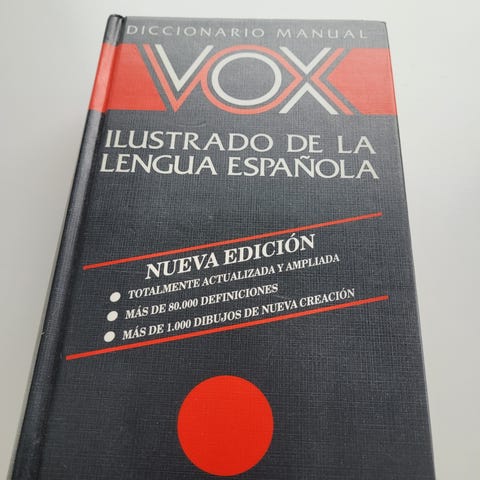 DICCIONARIO MANUAL
VOX
ILUSTRADO DE LA
LENGUA ESPAÑOLA
NUEVA EDICIÓN
● TOTALMENTE ACTUALIZADA Y AMPLIADA
● MÁS DE 80.000 DEFINICIONES
● MÁS DE 1.000 DIBUJOS DE NUEVA CREACIÓN